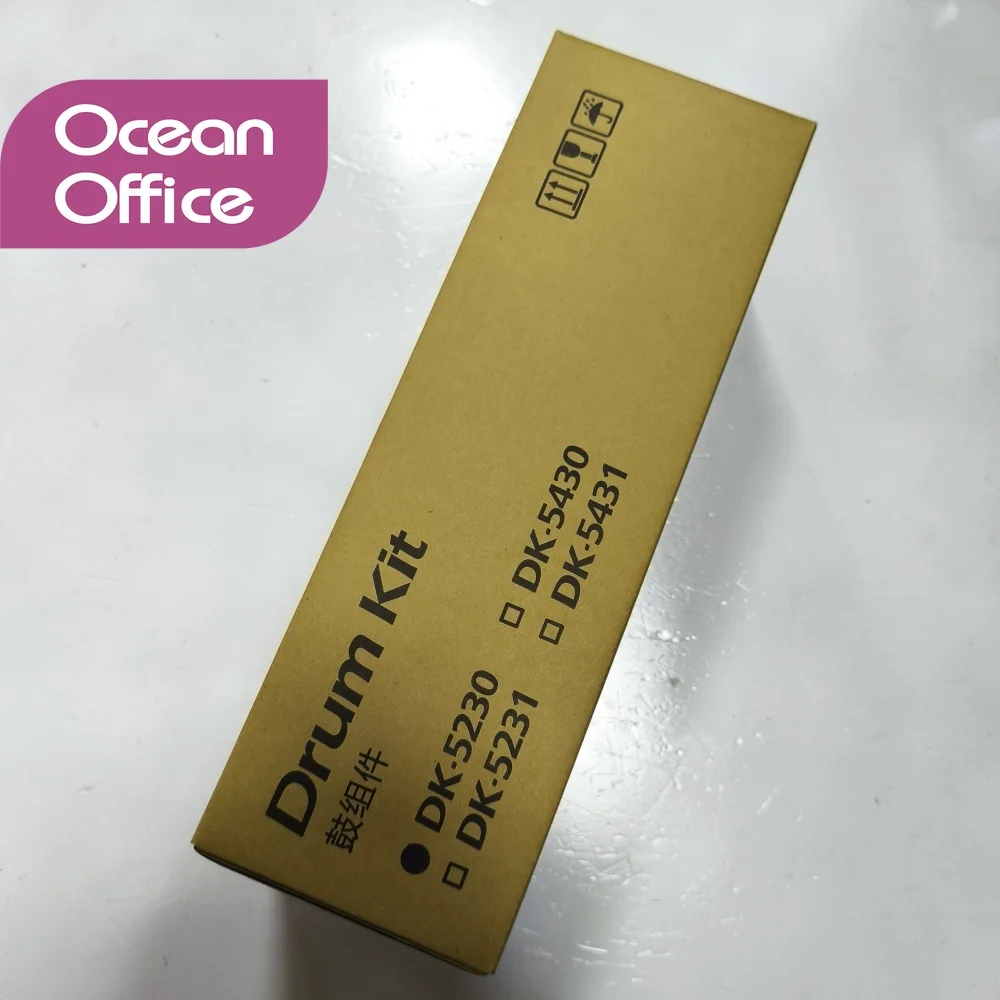 Ocean
Office
Drum Kit
鼓组件
● DK-5230
☐ DK-5231
☐ DK-5430
☐ DK-5431